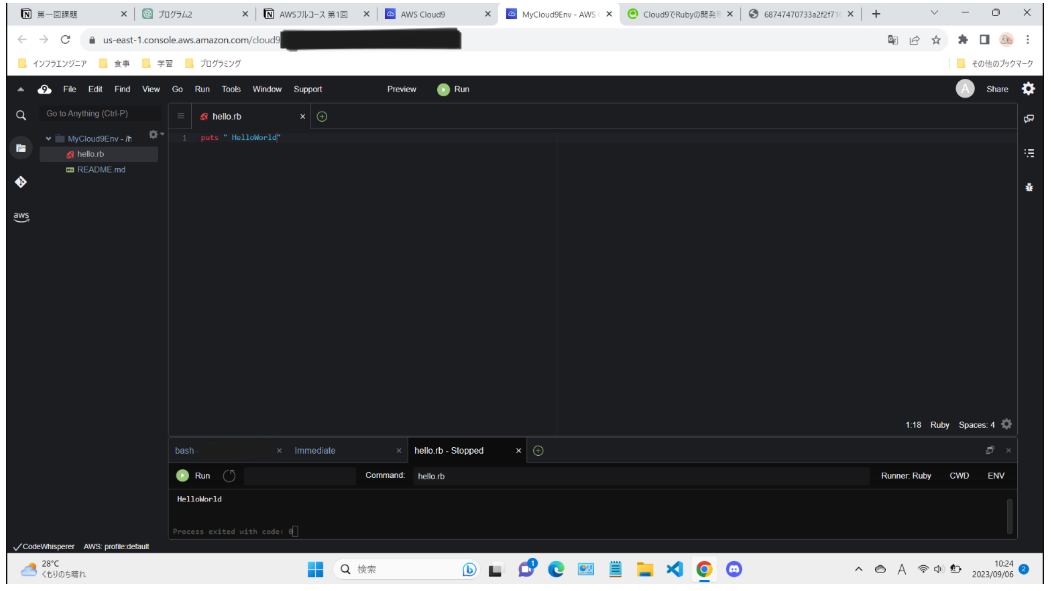 第一回課題
プログラム2
AWSフルコース 第1回
AWS Cloud9
MyCloud9Env - AWS C
Cloud9でRubyの開発環
68747470733a2f2f716
us-east-1.console.aws.amazon.com/cloud9
インフラエンジニア
食事
学習
プログラミング
その他のブックマーク
File Edit Find View Go Run Tools Window Support Preview Run
A Share
Go to Anything (Ctrl-P)
hello.rb
MyCloud9Env - /h
hello.rb
README.md
aws
1 puts " HelloWorld"
1:18 Ruby Spaces: 4
bash -
Immediate
hello.rb - Stopped
Run
Command: hello.rb
Runner: Ruby CWD ENV
HelloWorld
Process exited with code: 0
CodeWhisperer AWS: profile:default
28°C
くもりのち晴れ
検索
1
A
10:24
2023/09/06
2